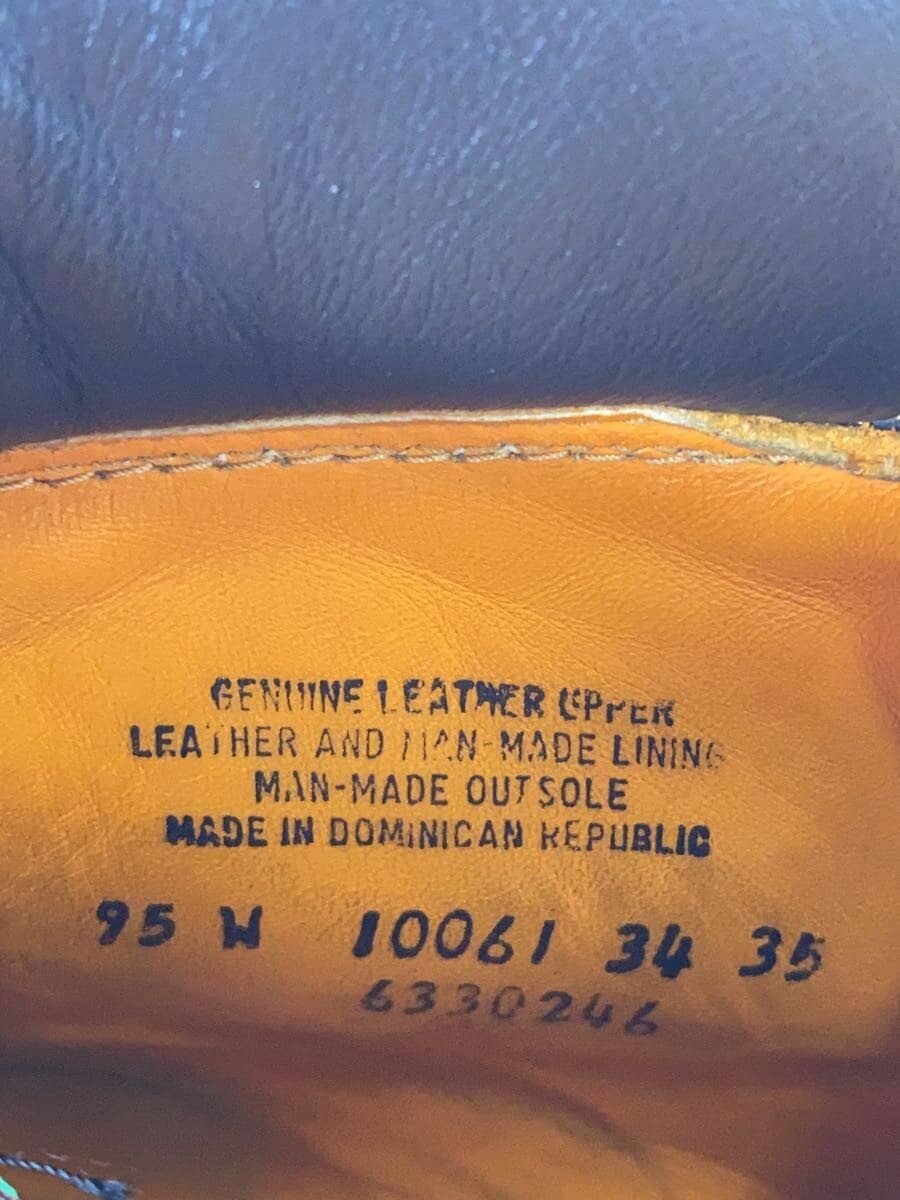 GENUINE LEATHER UPPER
LEATHER AND MAN-MADE LINING
MAN-MADE OUTSOLE
MADE IN DOMINICAN REPUBLIC
95 W 10061 34 35
6330246